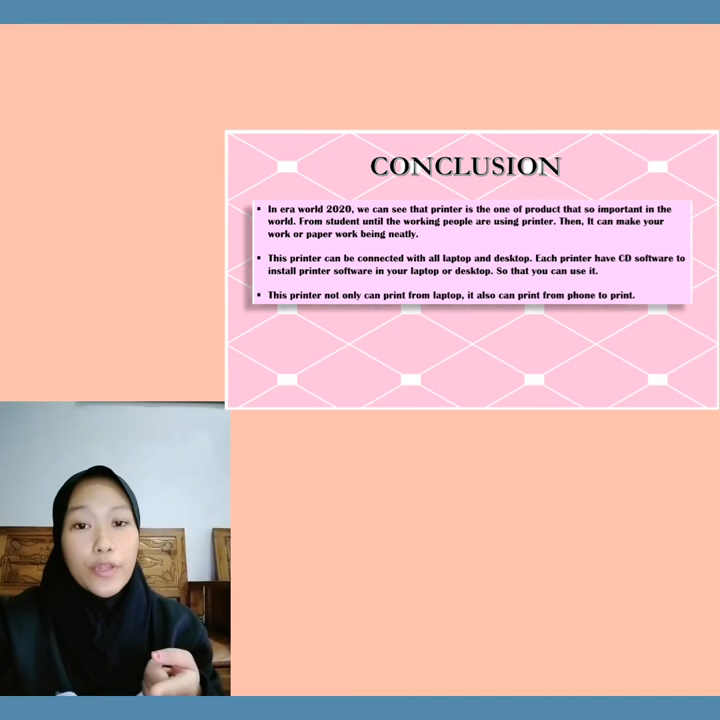 CONCLUSION
In era world 2020, we can see that printer is the one of product that so important in the
world. From student until the working people are using printer. Then, It can make your
work or paper work being neatly.
This printer can be connected with all laptop and desktop. Each printer have CD software to
install printer software in your laptop or desktop. So that you can use it.
This printer not only can print from laptop, it also can print from phone to print.